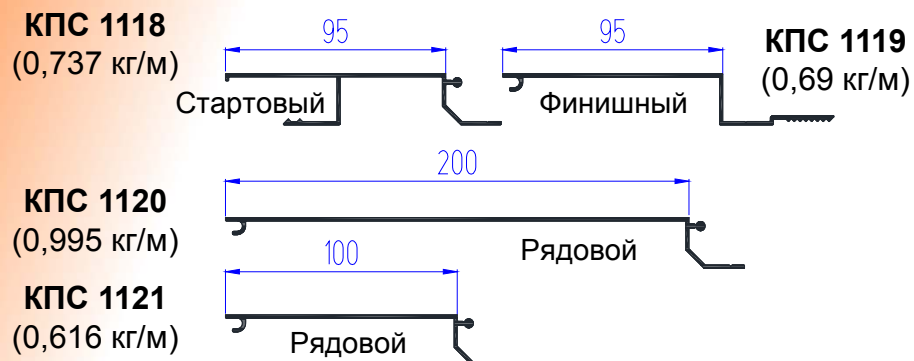 КПС 1118
(0,737 кг/м)
95
Стартовый
95
Финишный
КПС 1119
(0,69 кг/м)
КПС 1120
(0,995 кг/м)
200
Рядовой
КПС 1121
(0,616 кг/м)
100
Рядовой